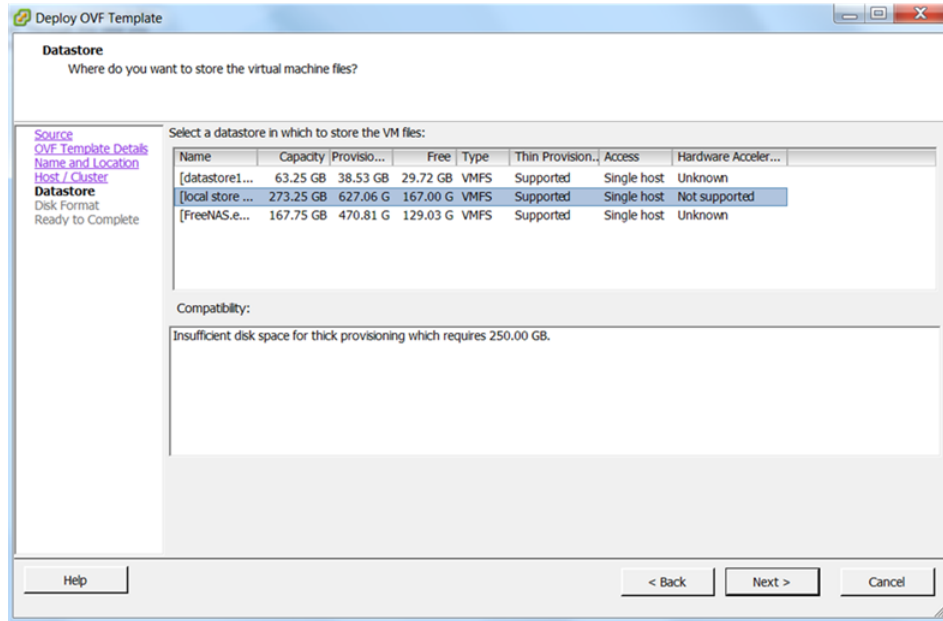 Deploy OVF Template
Datastore
Where do you want to store the virtual machine files?
Source
OVF Template Details
Name and Location
Host / Cluster
Datastore
Disk Format
Ready to Complete
Select a datastore in which to store the VM files:
Name Capacity Provisio... Free Type Thin Provision.. Access Hardware Acceler...
[datastore1... 63.25 GB 38.53 GB 29.72 GB VMFS Supported Single host Unknown
[local store ... 273.25 GB 627.06 G 167.00 G VMFS Supported Single host Not supported
[FreeNAS.e... 167.75 GB 470.81 G 129.03 G VMFS Supported Single host Unknown
Compatibility:
Insufficient disk space for thick provisioning which requires 250.00 GB.
Help < Back Next > Cancel